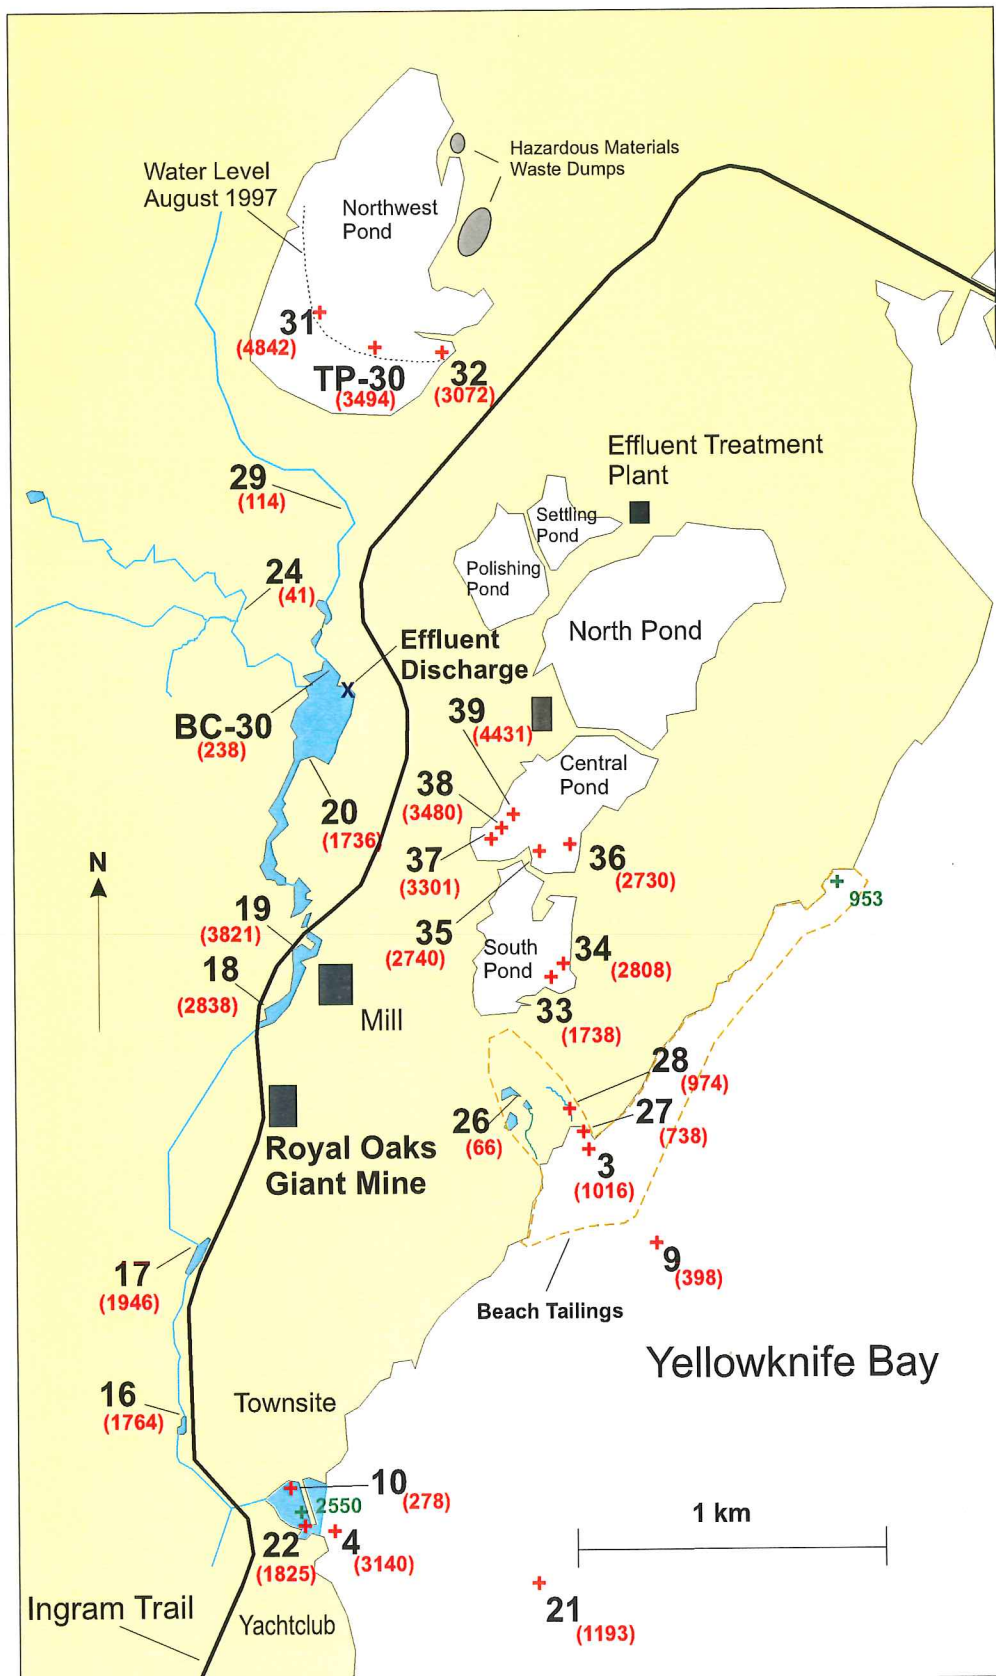 Hazardous Materials
Waste Dumps
Water Level
August 1997
Northwest
Pond
31
(4842)
TP-30
(3494)
32
(3072)
Effluent Treatment
Plant
29
(114)
Settling
Pond
Polishing
Pond
24
(41)
North Pond
Effluent
Discharge
X
BC-30
(238)
39
(4431)
Central
Pond
38
(3480)
20
(1736)
37
(3301)
36
(2730)
N
953
19
(3821)
35
(2740)
South
Pond
34
(2808)
18
(2838)
33
(1738)
Mill
28
(974)
27
(738)
26
(66)
3
(1016)
Royal Oaks
Giant Mine
9
(398)
17
(1946)
Beach Tailings
Yellowknife Bay
16
(1764)
Townsite
10
(278)
2550
1 km
22
(1825)
4
(3140)
21
(1193)
Ingram Trail
Yachtclub